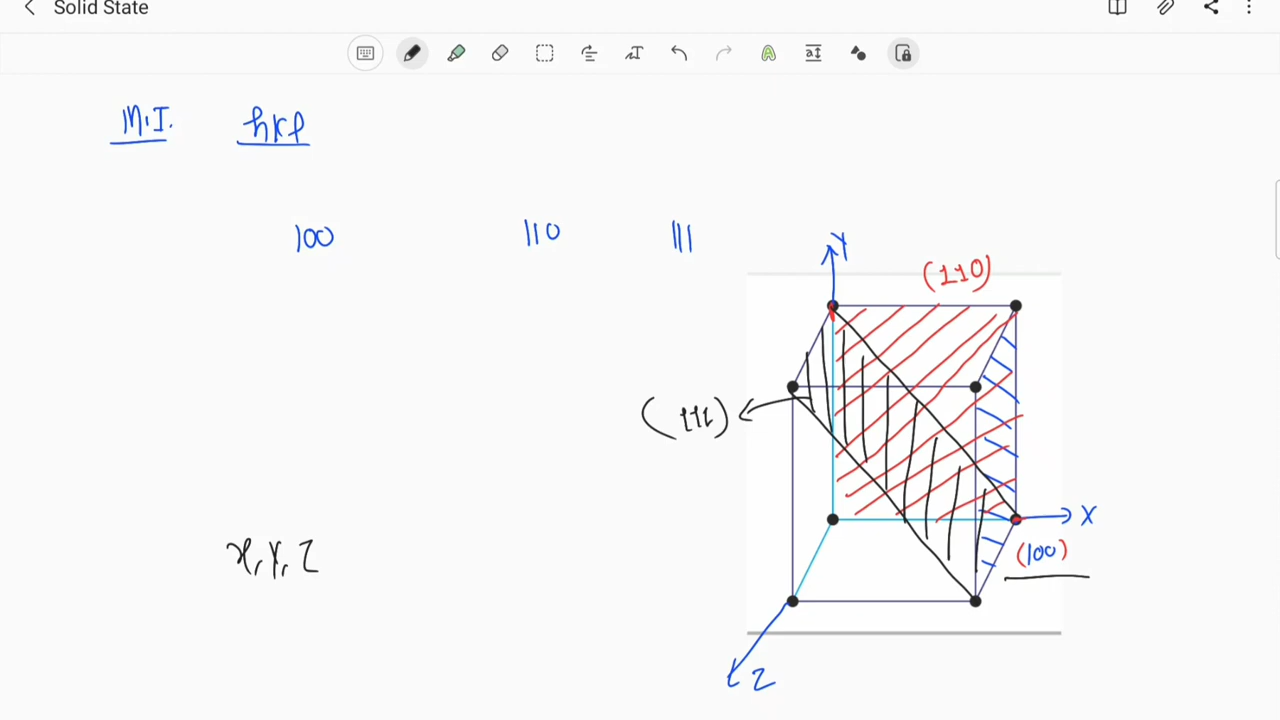 Solid State
M.I. hkl
100 110 111
Y
(110)
(111)
X
(100)
x, y, z
Z